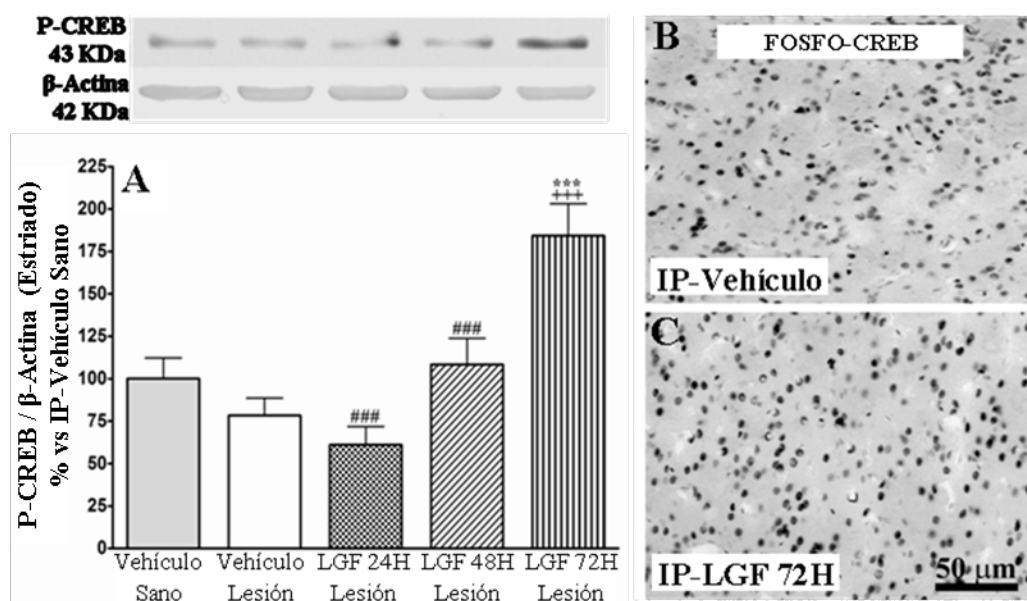 P-CREB
43 KDa
β-Actina
42 KDa
A
P-CREB / β-Actina (Estriado)
% vs IP-Vehículo Sano
225
200
175
150
125
100
75
50
25
0
###
###
***
+++
Vehículo
Sano
Vehículo
Lesión
LGF 24H
Lesión
LGF 48H
Lesión
LGF 72H
Lesión
B
FOSFO-CREB
IP-Vehículo
C
IP-LGF 72H
50 µm